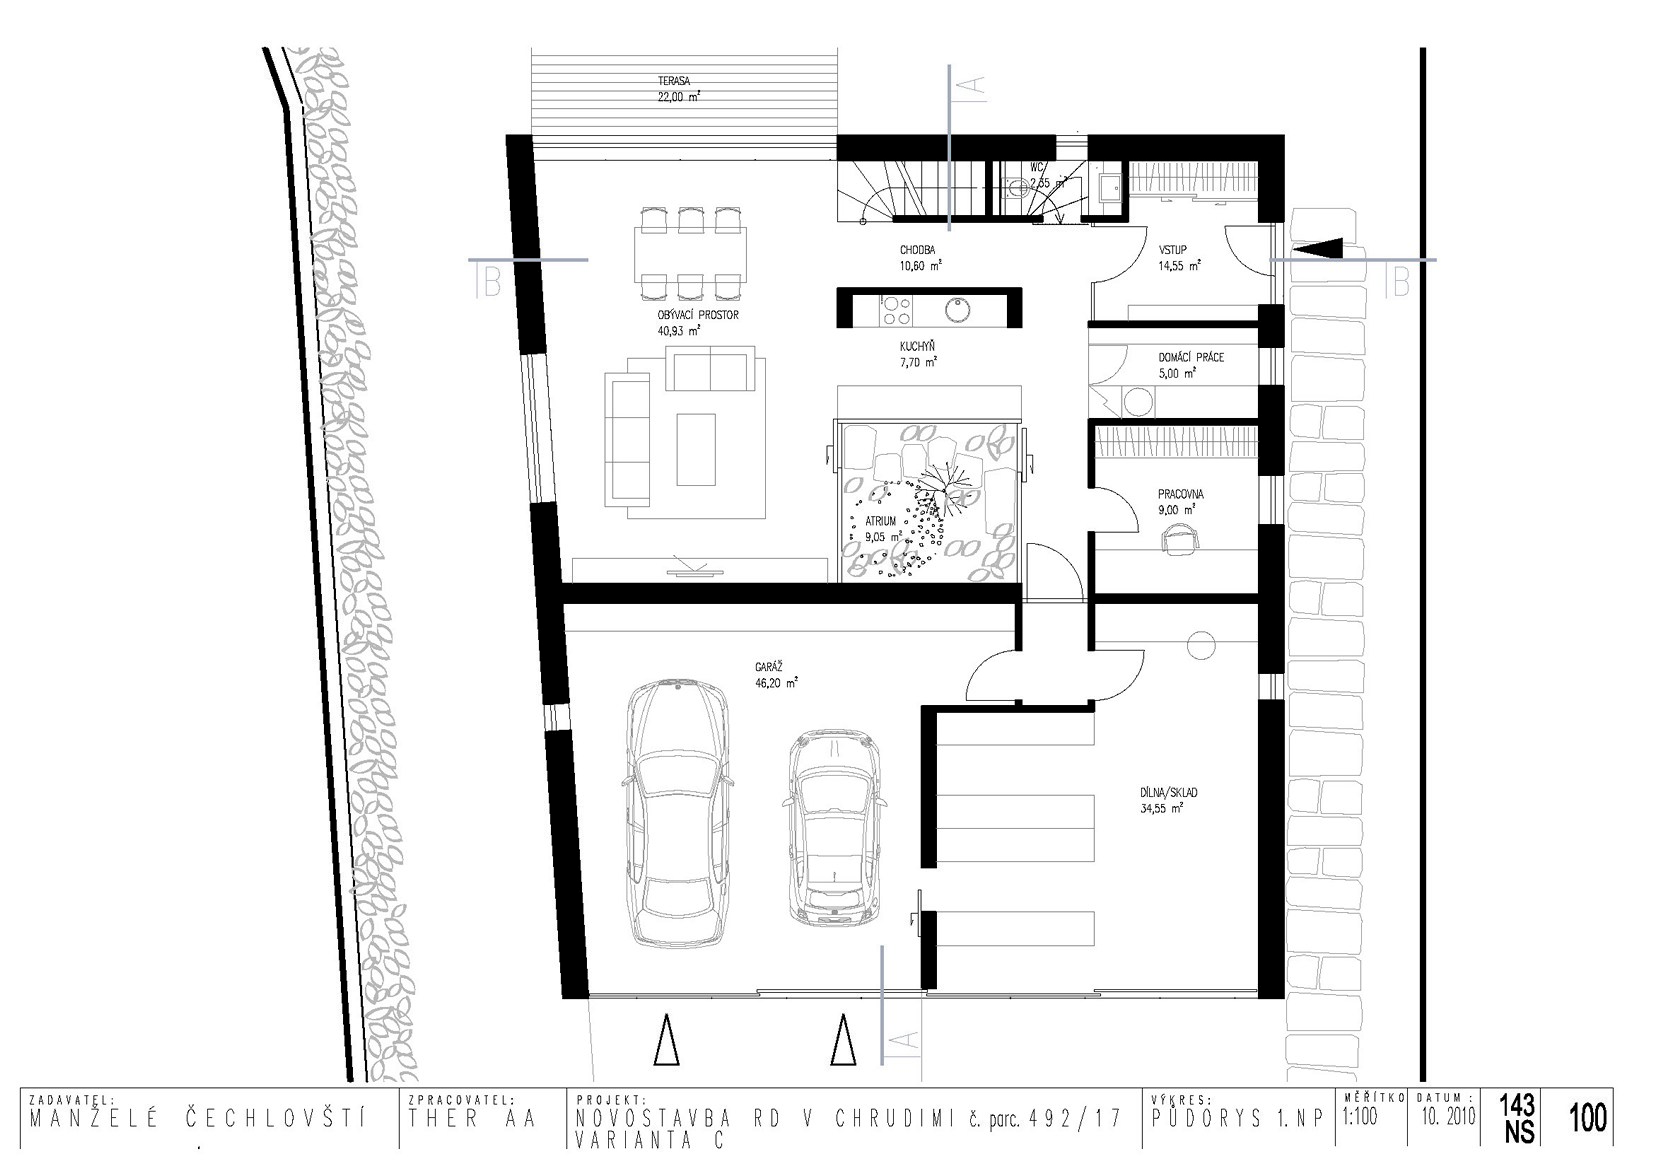 TERASA
22,00 m²
A
WC
2,35 m²
CHODBA
10,60 m²
VSTUP
14,55 m²
B
B
OBÝVACÍ PROSTOR
40,93 m²
KUCHYŇ
7,70 m²
DOMÁCÍ PRÁCE
5,00 m²
PRACOVNA
9,00 m²
ATRIUM
9,05 m²
GARÁŽ
46,20 m²
DÍLNA/SKLAD
34,55 m²
A
ZADAVATEL:
MANŽELÉ ČECHLOVŠTÍ
ZPRACOVATEL:
THER AA
PROJEKT:
NOVOSTAVBA RD V CHRUDIMI č. parc. 492/17
VARIANTA C
VÝKRES:
PŮDORYS 1.NP
MĚŘÍTKO
1:100
DATUM :
10. 2010
143
NS
100